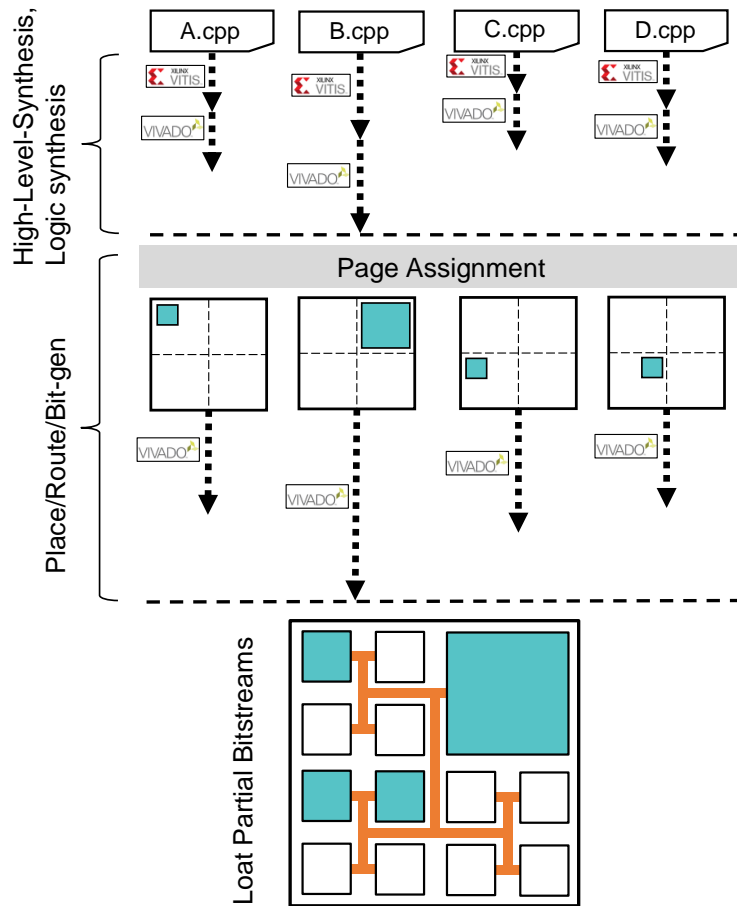 A.cpp
B.cpp
C.cpp
D.cpp
High-Level-Synthesis,
Logic synthesis
XILINX
VITIS
XILINX
VITIS
XILINX
VITIS
XILINX
VITIS
VIVADO
VIVADO
VIVADO
VIVADO
Page Assignment
Place/Route/Bit-gen
VIVADO
VIVADO
VIVADO
VIVADO
Loat Partial Bitstreams